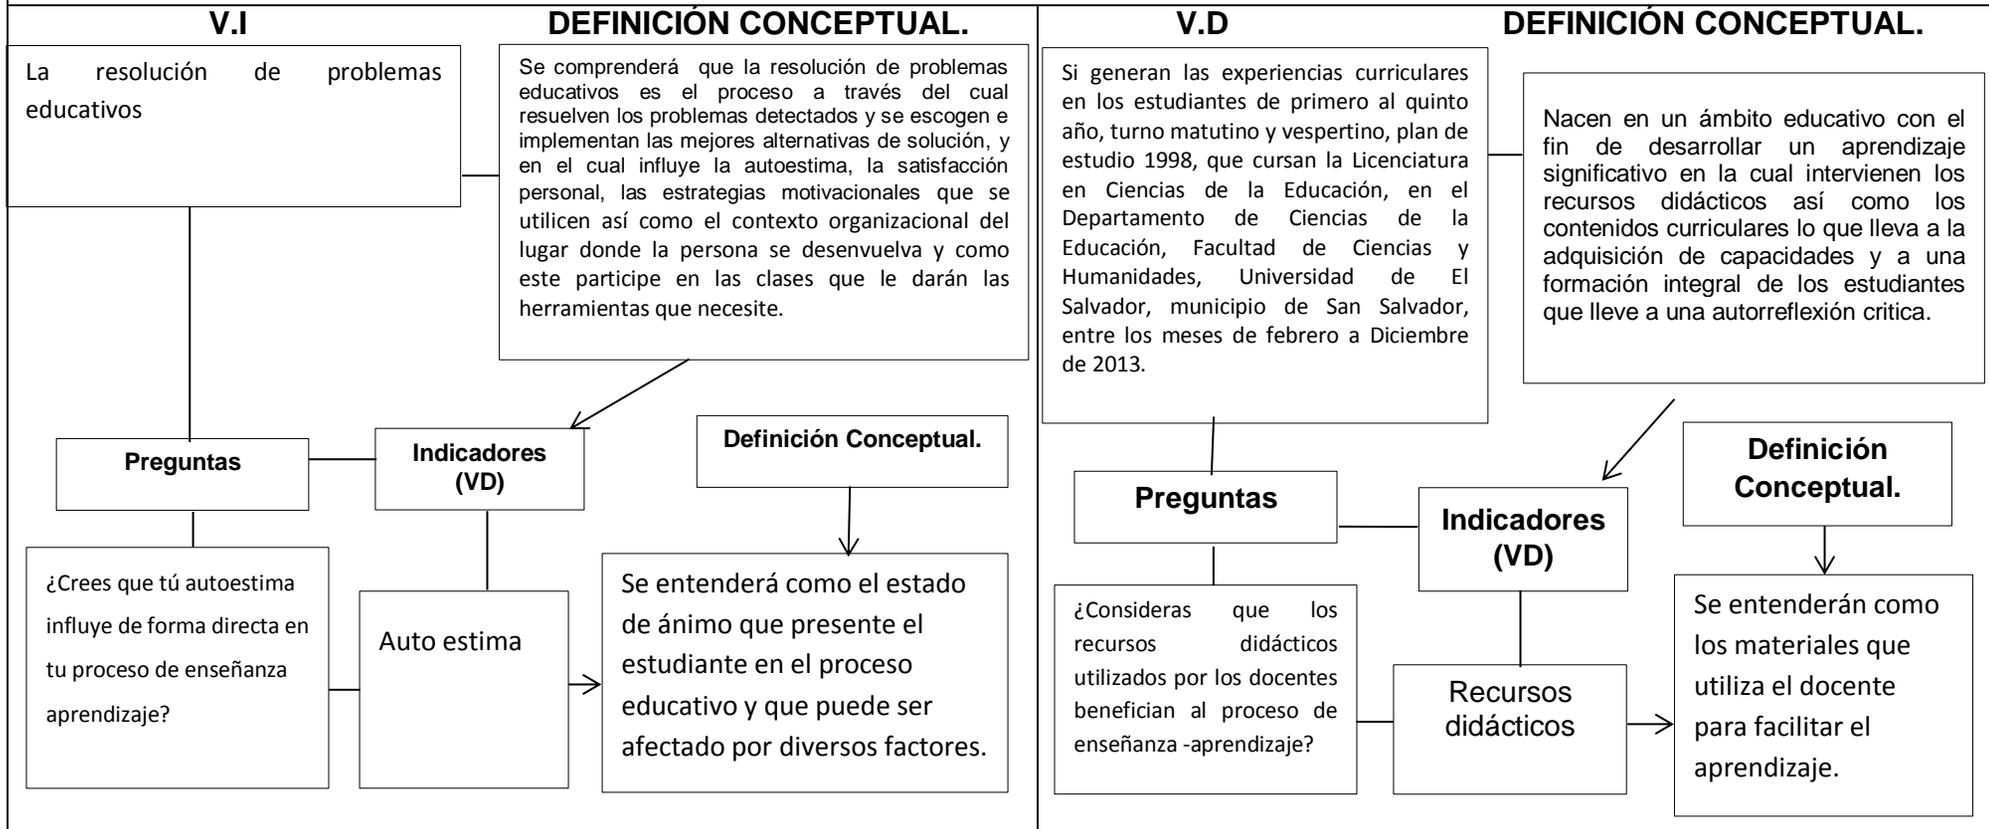 V.I
DEFINICIÓN CONCEPTUAL.
La resolución de problemas
educativos
Se comprenderá que la resolución de problemas
educativos es el proceso a través del cual
resuelven los problemas detectados y se escogen e
implementan las mejores alternativas de solución, y
en el cual influye la autoestima, la satisfacción
personal, las estrategias motivacionales que se
utilicen así como el contexto organizacional del
lugar donde la persona se desenvuelva y como
este participe en las clases que le darán las
herramientas que necesite.
Preguntas
Indicadores
(VD)
Definición Conceptual.
¿Crees que tú autoestima
influye de forma directa en
tu proceso de enseñanza
aprendizaje?
Auto estima
Se entenderá como el estado
de ánimo que presente el
estudiante en el proceso
educativo y que puede ser
afectado por diversos factores.
V.D
DEFINICIÓN CONCEPTUAL.
Si generan las experiencias curriculares
en los estudiantes de primero al quinto
año, turno matutino y vespertino, plan de
estudio 1998, que cursan la Licenciatura
en Ciencias de la Educación, en el
Departamento de Ciencias de la
Educación, Facultad de Ciencias y
Humanidades, Universidad de El
Salvador, municipio de San Salvador,
entre los meses de febrero a Diciembre
de 2013.
Nacen en un ámbito educativo con el
fin de desarrollar un aprendizaje
significativo en la cual intervienen los
recursos didácticos así como los
contenidos curriculares lo que lleva a la
adquisición de capacidades y a una
formación integral de los estudiantes
que lleve a una autorreflexión critica.
Preguntas
Indicadores
(VD)
Definición
Conceptual.
¿Consideras que los
recursos didácticos
utilizados por los docentes
benefician al proceso de
enseñanza -aprendizaje?
Recursos
didácticos
Se entenderán como
los materiales que
utiliza el docente
para facilitar el
aprendizaje.